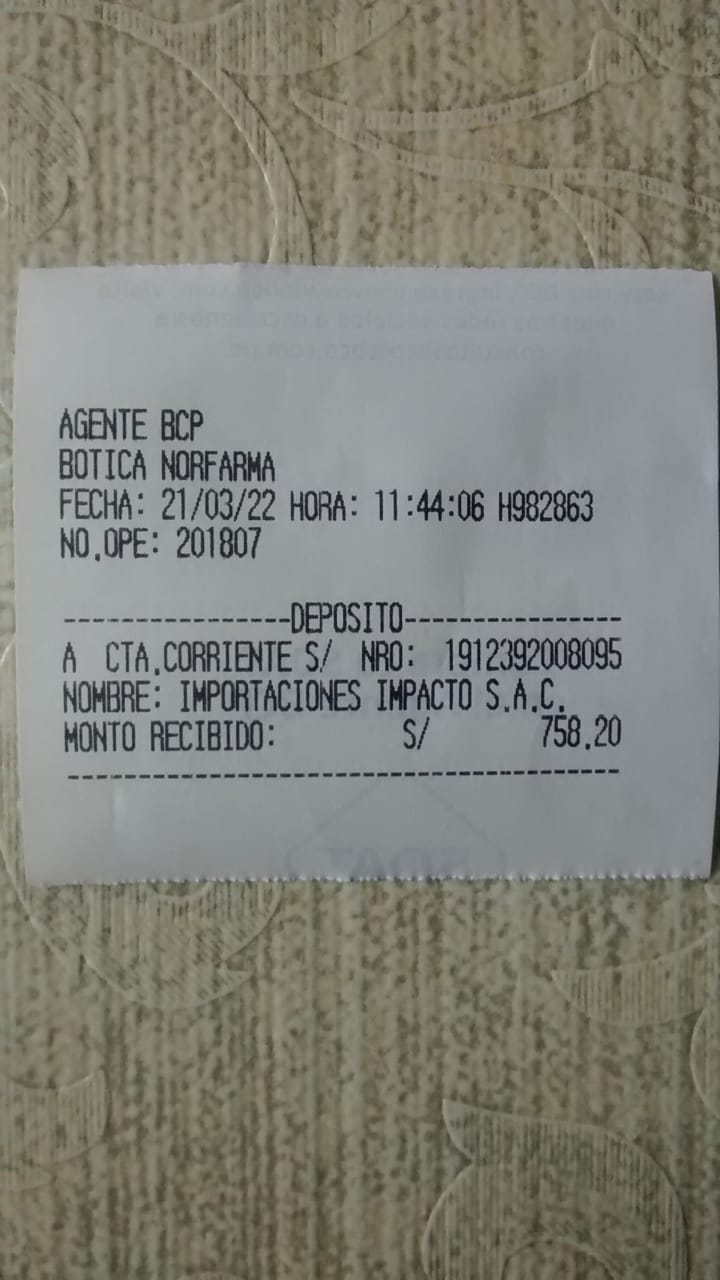 AGENTE BCP
BOTICA NORFARMA
FECHA: 21/03/22 HORA: 11:44:06 H982863
NO.OPE: 201807
----------------DEPOSITO----------------
A CTA.CORRIENTE S/ NRO: 1912392008095
NOMBRE: IMPORTACIONES IMPACTO S.A.C.
MONTO RECIBIDO: S/ 758.20
---------------------------------------